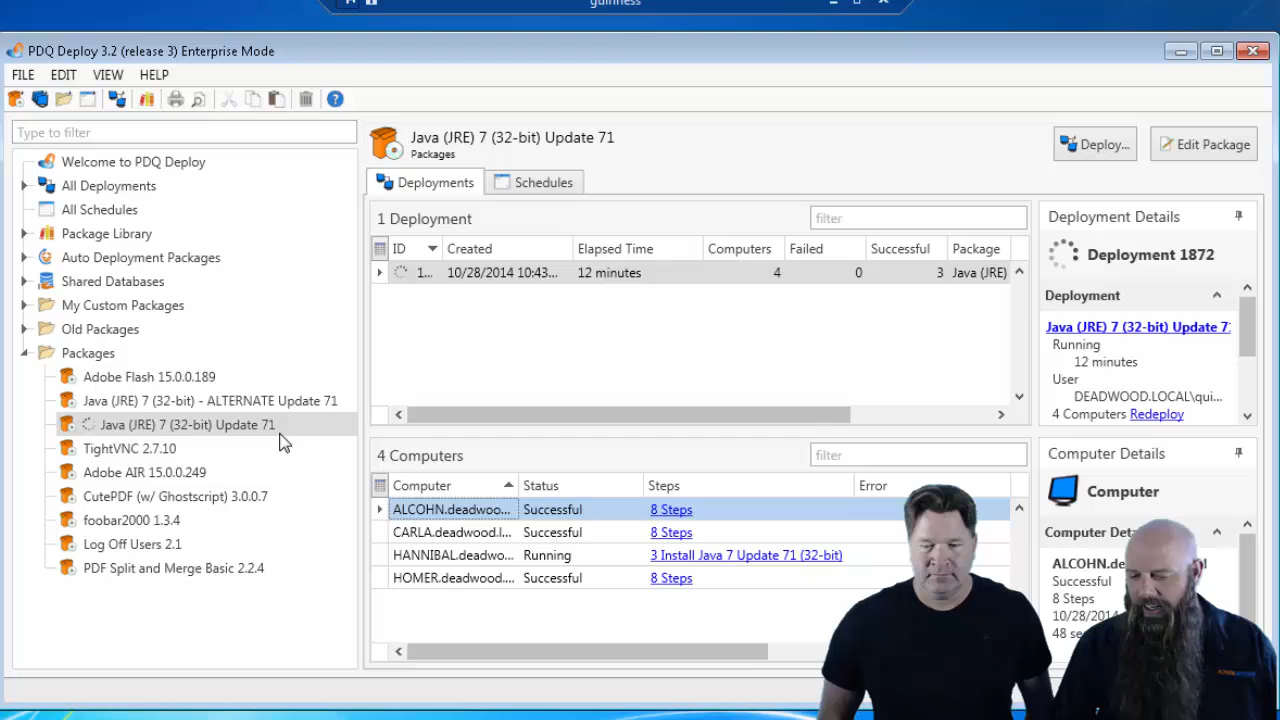 guinness
PDQ Deploy 3.2 (release 3) Enterprise Mode
FILE EDIT VIEW HELP
Type to filter
Welcome to PDQ Deploy
All Deployments
All Schedules
Package Library
Auto Deployment Packages
Shared Databases
My Custom Packages
Old Packages
Packages
Adobe Flash 15.0.0.189
Java (JRE) 7 (32-bit) - ALTERNATE Update 71
Java (JRE) 7 (32-bit) Update 71
TightVNC 2.7.10
Adobe AIR 15.0.0.249
CutePDF (w/ Ghostscript) 3.0.0.7
foobar2000 1.3.4
Log Off Users 2.1
PDF Split and Merge Basic 2.2.4
Java (JRE) 7 (32-bit) Update 71
Packages
Deploy... Edit Package
Deployments Schedules
1 Deployment filter
ID Created Elapsed Time Computers Failed Successful Package
1... 10/28/2014 10:43... 12 minutes 4 0 3 Java (JRE)
4 Computers filter
Computer Status Steps Error
ALCOHN.deadwoo... Successful 8 Steps
CARLA.deadwood.l... Successful 8 Steps
HANNIBAL.deadwo... Running 3 Install Java 7 Update 71 (32-bit)
HOMER.deadwood.... Successful 8 Steps
Deployment Details
Deployment 1872
Deployment
Java (JRE) 7 (32-bit) Update 7
Running
12 minutes
User
DEADWOOD.LOCAL\qui...
4 Computers Redeploy
Computer Details
Computer
Computer Det
ALCOHN.de
Successful
8 Steps
10/28/2014
48 se